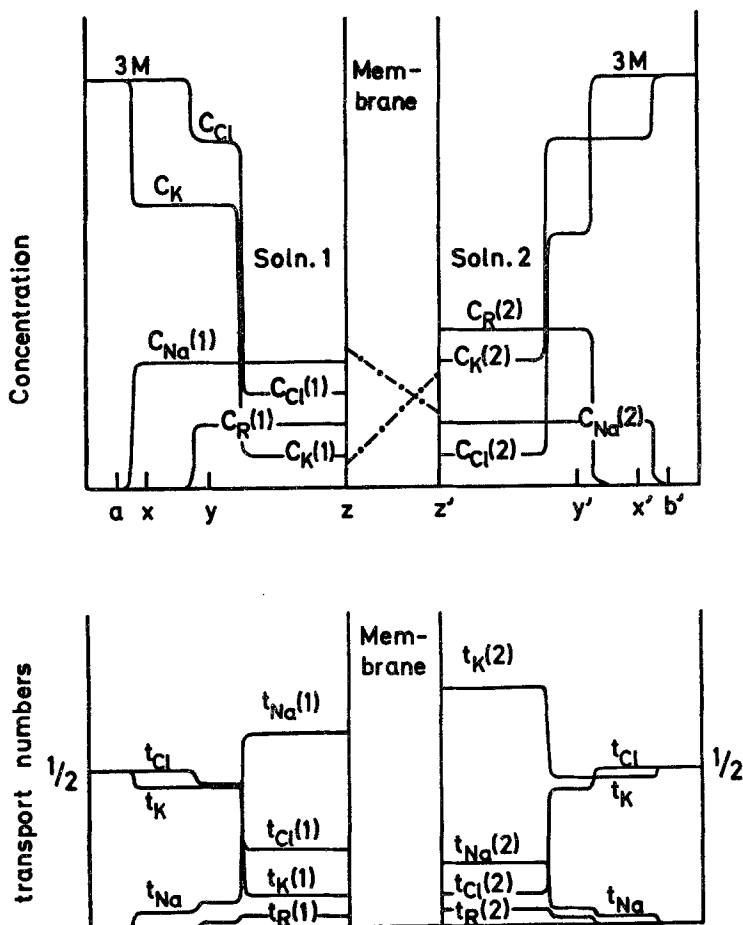 3M
Mem-
brane
3M
C_Cl
C_K
Soln. 1
Soln. 2
C_R(2)
C_Na(1)
C_K(2)
C_Cl(1)
C_R(1)
C_Na(2)
C_K(1)
C_Cl(2)
Concentration
a x y z z' y' x' b'
Mem-
brane
t_K(2)
t_Na(1)
t_Cl
t_Cl
1/2
1/2
t_K
t_K
t_Cl(1)
t_Na(2)
t_K(1)
t_Cl(2)
t_Na
t_Na
t_R(1)
t_R(2)
transport numbers